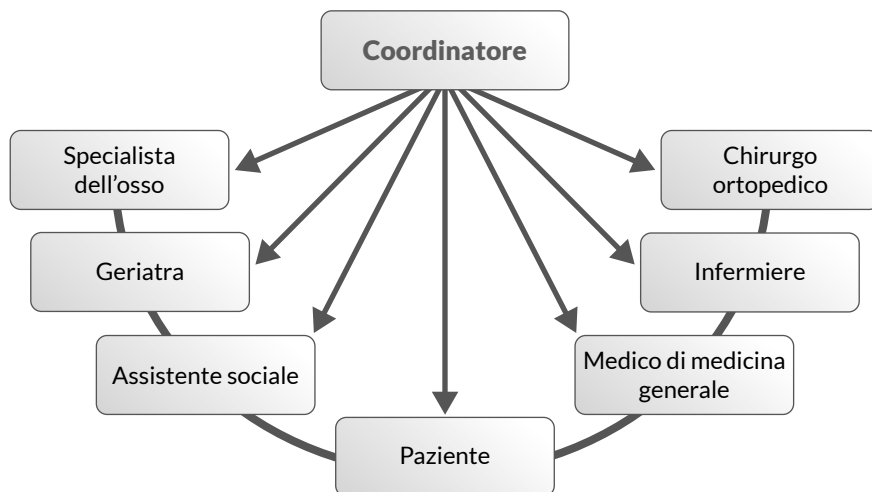 Coordinatore
Specialista
dell'osso
Chirurgo
ortopedico
Geriatra
Infermiere
Assistente sociale
Medico di medicina
generale
Paziente